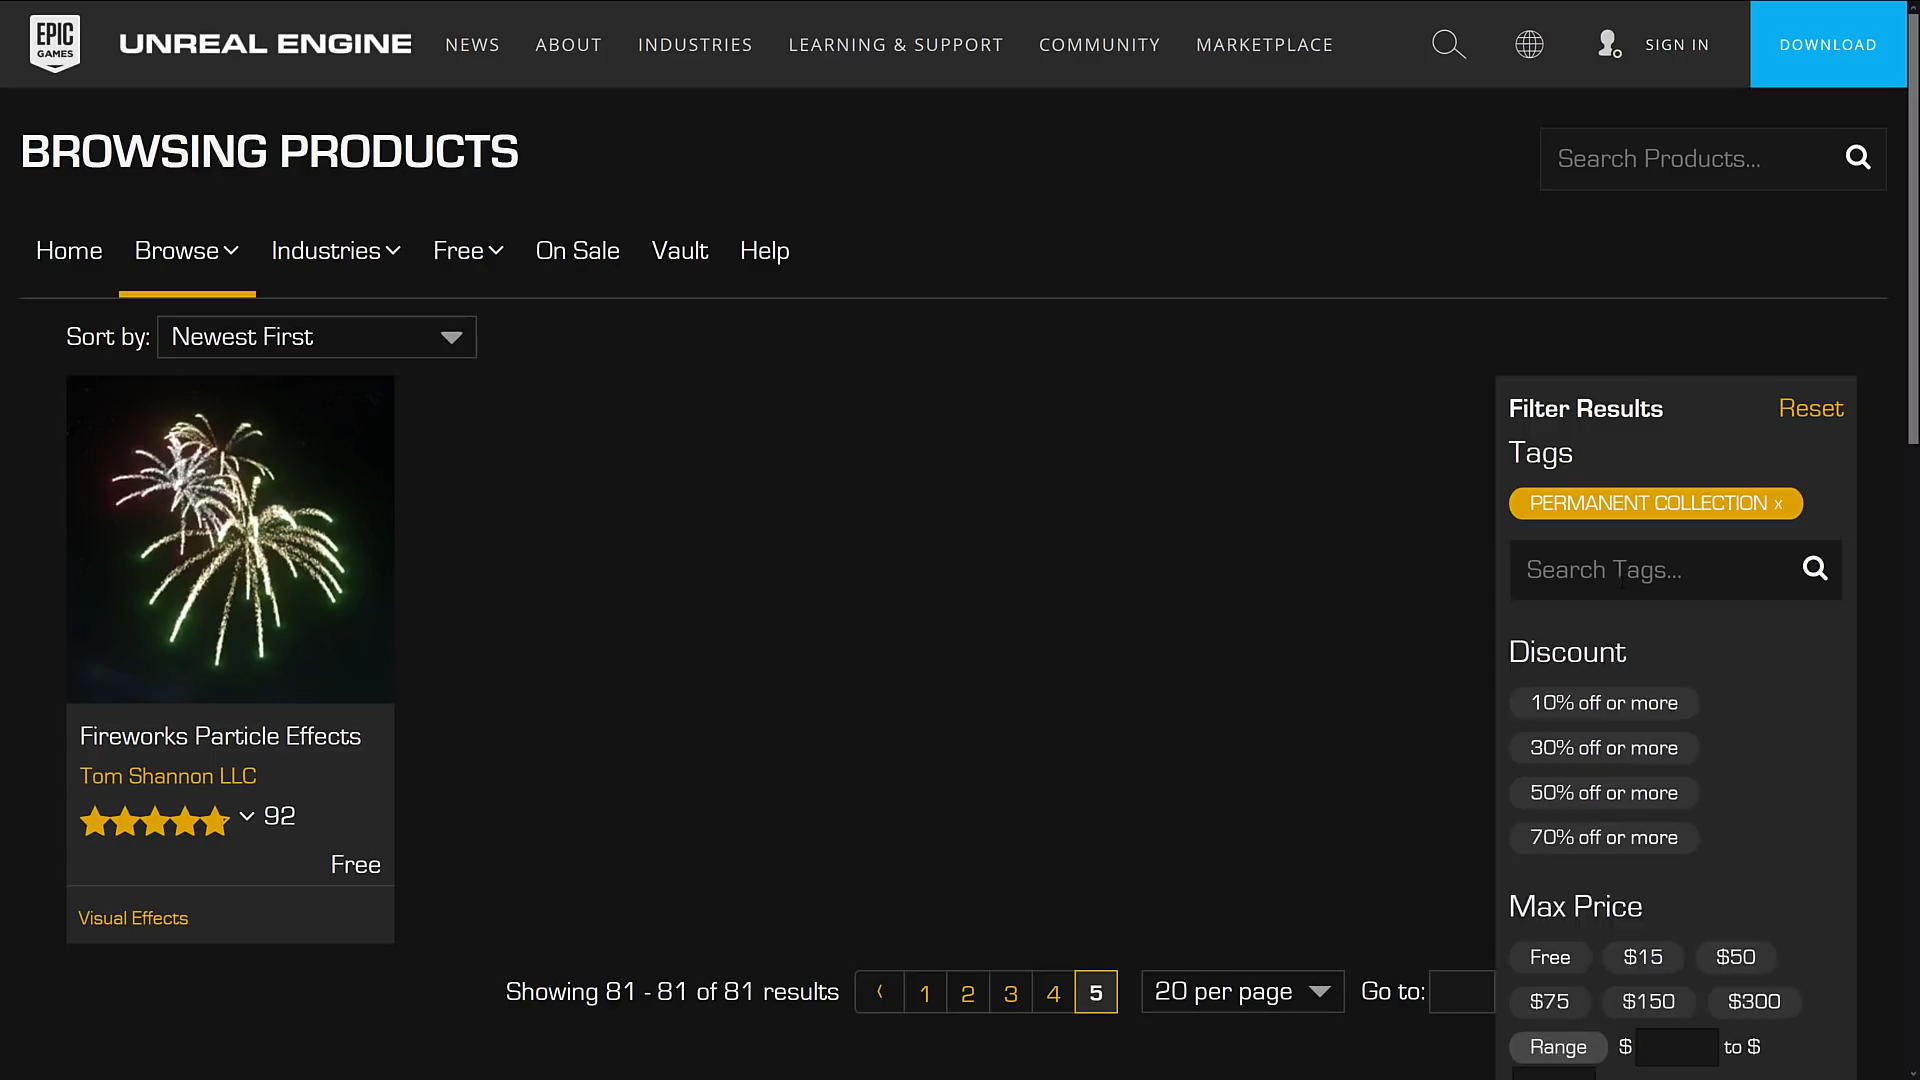 EPIC
GAMES
UNREAL ENGINE
NEWS
ABOUT
INDUSTRIES
LEARNING & SUPPORT
COMMUNITY
MARKETPLACE
SIGN IN
DOWNLOAD
BROWSING PRODUCTS
Search Products...
Home
Browse
Industries
Free
On Sale
Vault
Help
Sort by:
Newest First
Fireworks Particle Effects
Tom Shannon LLC
92
Free
Visual Effects
Showing 81 - 81 of 81 results
1
2
3
4
5
20 per page
Go to:
Filter Results
Reset
Tags
PERMANENT COLLECTION x
Search Tags...
Discount
10% off or more
30% off or more
50% off or more
70% off or more
Max Price
Free
$15
$50
$75
$150
$300
Range
$
to $